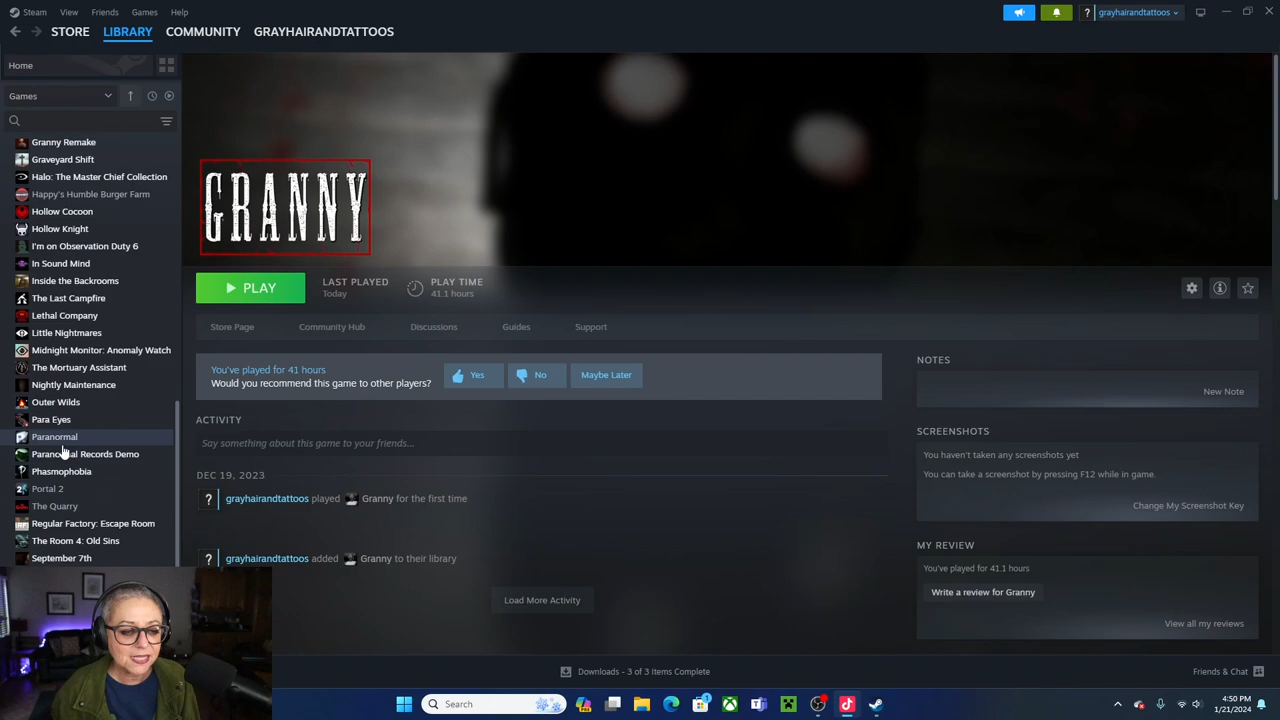 Steam View Friends Games Help
? grayhairandtattoos
STORE LIBRARY COMMUNITY GRAYHAIRANDTATTOOS
Home
Games
Granny Remake
Graveyard Shift
Halo: The Master Chief Collection
Happy's Humble Burger Farm
Hollow Cocoon
Hollow Knight
I'm on Observation Duty 6
In Sound Mind
Inside the Backrooms
The Last Campfire
Lethal Company
Little Nightmares
Midnight Monitor: Anomaly Watch
The Mortuary Assistant
Nightly Maintenance
Outer Wilds
Para Eyes
Paranormal
Paranormal Records Demo
Phasmophobia
Portal 2
The Quarry
Regular Factory: Escape Room
The Room 4: Old Sins
September 7th
GRANNY
PLAY
LAST PLAYED
Today
PLAY TIME
41.1 hours
Store Page Community Hub Discussions Guides Support
You've played for 41 hours
Would you recommend this game to other players?
Yes No Maybe Later
ACTIVITY
Say something about this game to your friends...
DEC 19, 2023
? grayhairandtattoos played Granny for the first time
? grayhairandtattoos added Granny to their library
Load More Activity
NOTES
New Note
SCREENSHOTS
You haven't taken any screenshots yet
You can take a screenshot by pressing F12 while in game.
Change My Screenshot Key
MY REVIEW
You've played for 41.1 hours
Write a review for Granny
View all my reviews
Downloads - 3 of 3 Items Complete
Friends & Chat
Search
4:50 PM
1/21/2024